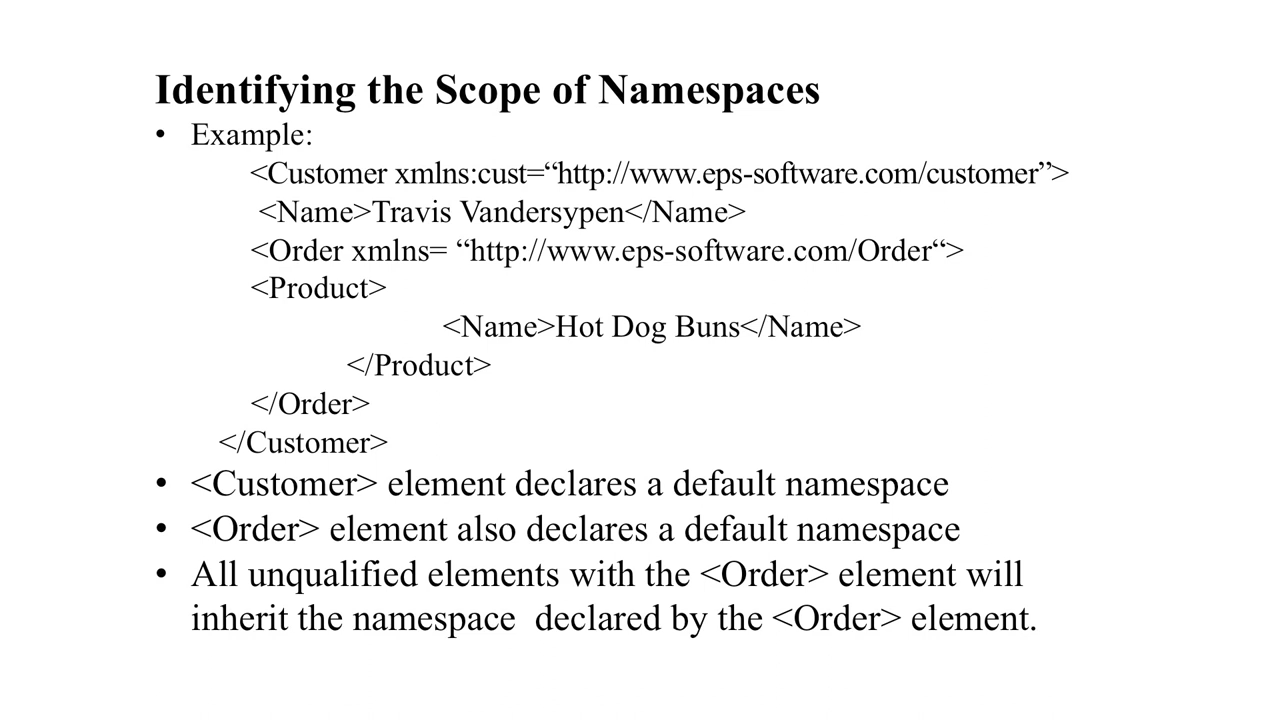 Identifying the Scope of Namespaces
• Example:
<Customer xmlns:cust=“http://www.eps-software.com/customer”>
<Name>Travis Vandersypen</Name>
<Order xmlns= “http://www.eps-software.com/Order“>
<Product>
<Name>Hot Dog Buns</Name>
</Product>
</Order>
</Customer>
• <Customer> element declares a default namespace
• <Order> element also declares a default namespace
• All unqualified elements with the <Order> element will
inherit the namespace  declared by the <Order> element.